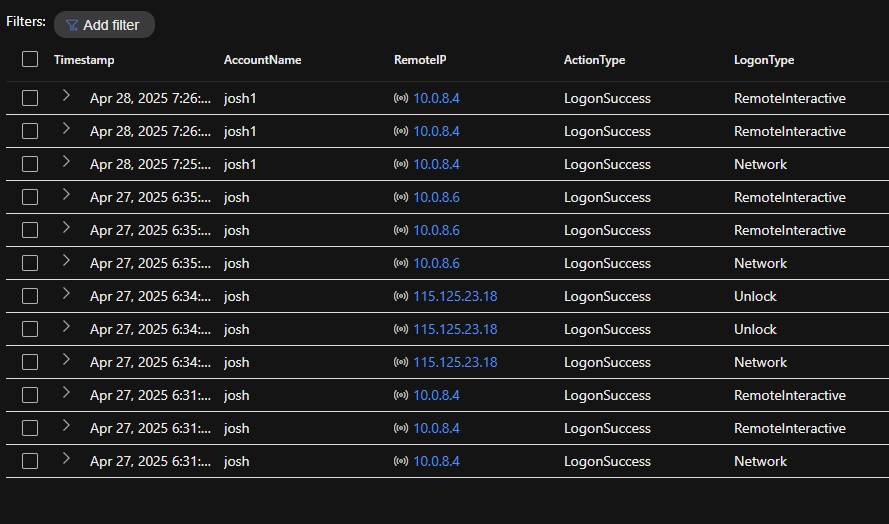 Filters: Add filter
Timestamp AccountName RemoteIP ActionType LogonType
Apr 28, 2025 7:26:... josh1 10.0.8.4 LogonSuccess RemoteInteractive
Apr 28, 2025 7:26:... josh1 10.0.8.4 LogonSuccess RemoteInteractive
Apr 28, 2025 7:25:... josh1 10.0.8.4 LogonSuccess Network
Apr 27, 2025 6:35:... josh 10.0.8.6 LogonSuccess RemoteInteractive
Apr 27, 2025 6:35:... josh 10.0.8.6 LogonSuccess RemoteInteractive
Apr 27, 2025 6:35:... josh 10.0.8.6 LogonSuccess Network
Apr 27, 2025 6:34:... josh 115.125.23.18 LogonSuccess Unlock
Apr 27, 2025 6:34:... josh 115.125.23.18 LogonSuccess Unlock
Apr 27, 2025 6:34:... josh 115.125.23.18 LogonSuccess Network
Apr 27, 2025 6:31:... josh 10.0.8.4 LogonSuccess RemoteInteractive
Apr 27, 2025 6:31:... josh 10.0.8.4 LogonSuccess RemoteInteractive
Apr 27, 2025 6:31:... josh 10.0.8.4 LogonSuccess Network